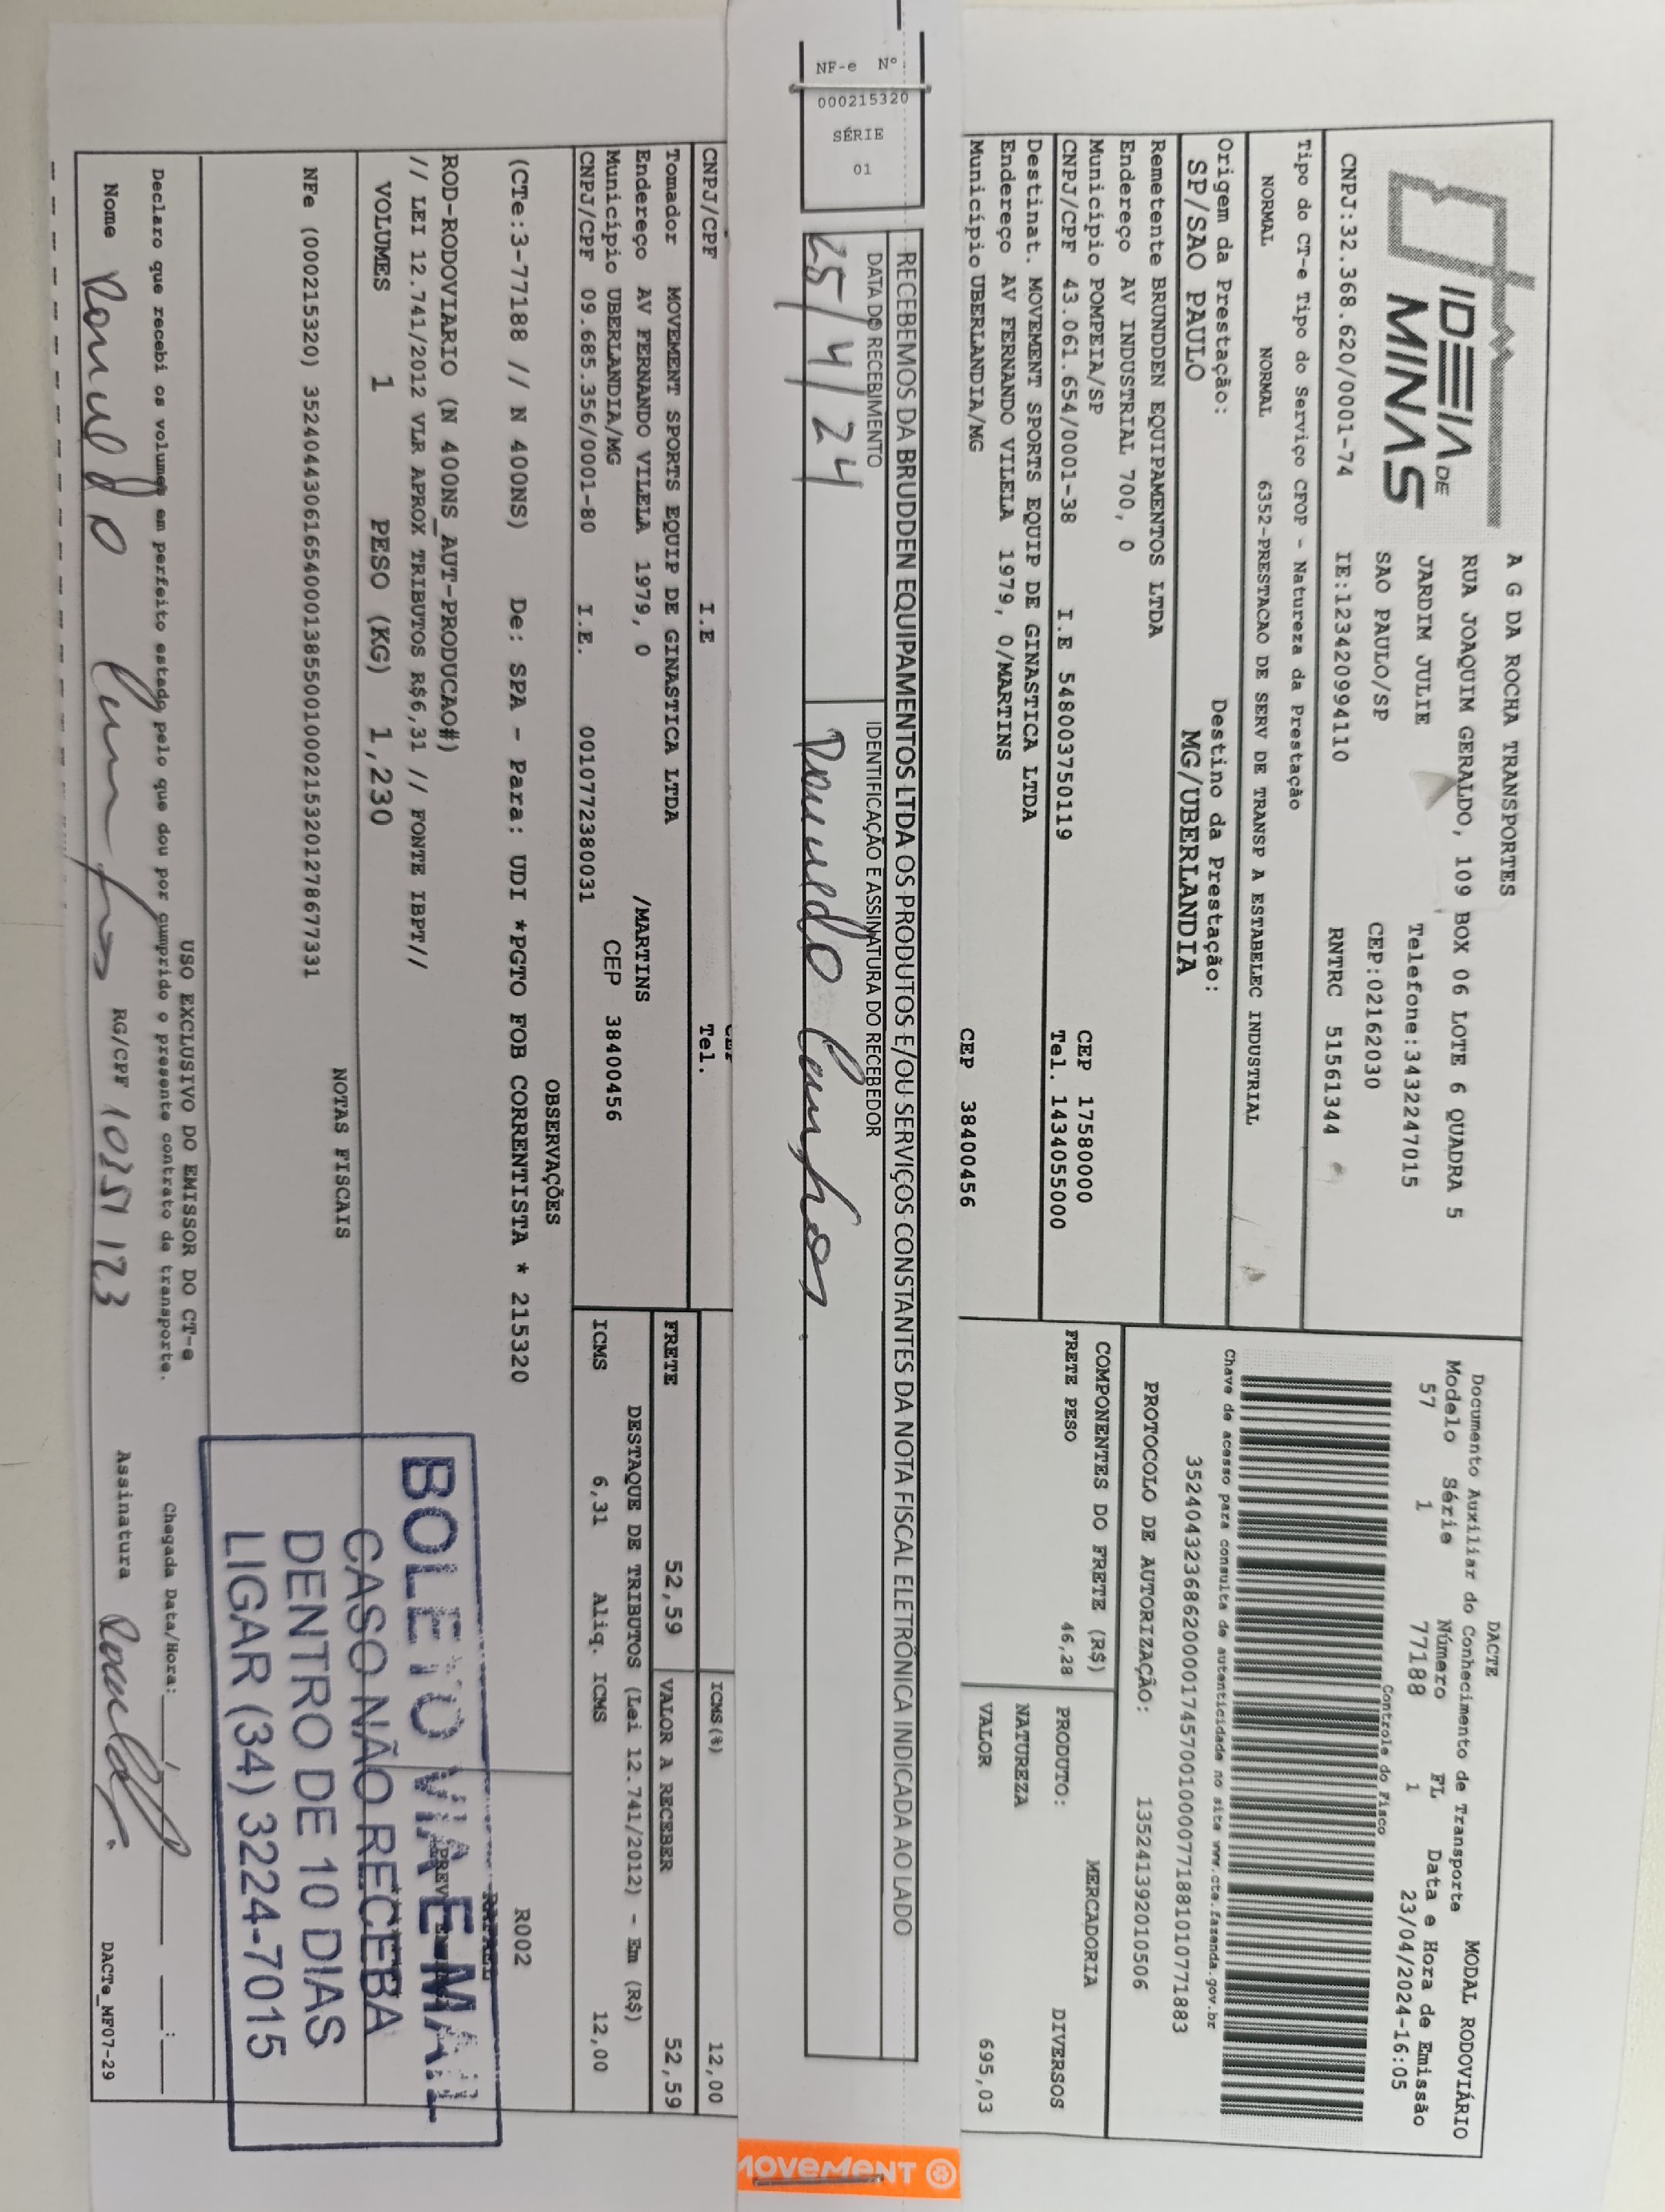 IDEIA DE
MINAS
A G DA ROCHA TRANSPORTES
RUA JOAQUIM GERALDO, 109 BOX 06 LOTE 6 QUADRA 5
JARDIM JULIE Telefone:3432247015
SAO PAULO/SP CEP:02162030
CNPJ:32.368.620/0001-74 IE:123420994110 RNTRC 51561344
DACTE
Documento Auxiliar do Conhecimento de Transporte MODAL RODOVIÁRIO
Modelo Série Número FL Data e Hora de Emissão
57 1 77188 1 23/04/2024-16:05
Controle do Fisco
Tipo do CT-e Tipo do Serviço CFOP - Natureza da Prestação
NORMAL NORMAL 6352-PRESTACAO DE SERV DE TRANSP A ESTABELEC INDUSTRIAL
Chave de acesso para consulta de autenticidade no site www.cte.fazenda.gov.br
35240432368620000174570010000771881010771883
Origem da Prestação: Destino da Prestação:
SP/SAO PAULO MG/UBERLANDIA
PROTOCOLO DE AUTORIZAÇÃO: 135241392010506
Remetente BRUNDDEN EQUIPAMENTOS LTDA
Endereço AV INDUSTRIAL 700, 0
Município POMPEIA/SP CEP 17580000
CNPJ/CPF 43.061.654/0001-38 I.E 548003750119 Tel. 1434055000
COMPONENTES DO FRETE (R$) MERCADORIA
FRETE PESO 46,28 PRODUTO: DIVERSOS
NATUREZA
VALOR 695,03
Destinat. MOVEMENT SPORTS EQUIP DE GINASTICA LTDA
Endereço AV FERNANDO VILELA 1979, 0/MARTINS
Município UBERLANDIA/MG CEP 38400456
NF-e Nº
000215320
SÉRIE
01
RECEBEMOS DA BRUDDEN EQUIPAMENTOS LTDA OS PRODUTOS E/OU SERVIÇOS CONSTANTES DA NOTA FISCAL ELETRÔNICA INDICADA AO LADO
DATA DO RECEBIMENTO IDENTIFICAÇÃO E ASSINATURA DO RECEBEDOR
25/4/24
MOVEMENT
CNPJ/CPF I.E Tel.
ICMS(%) 12,00
Tomador MOVEMENT SPORTS EQUIP DE GINASTICA LTDA
FRETE 52,59 VALOR A RECEBER 52,59
Endereço AV FERNANDO VILELA 1979, 0 /MARTINS
DESTAQUE DE TRIBUTOS (Lei 12.741/2012) - Em (R$)
Município UBERLANDIA/MG CEP 38400456
CNPJ/CPF 09.685.356/0001-80 I.E. 0010772380031
ICMS 6,31 Aliq. ICMS 12,00
OBSERVAÇÕES
(CTe:3-77188 // N 400NS) De: SPA - Para: UDI *PGTO FOB CORRENTISTA * 215320
R002
ROD-RODOVIARIO (N 400NS_AUT-PRODUCAO#)
// LEI 12.741/2012 VLR APROX TRIBUTOS R$6,31 // FONTE IBPT//
VOLUMES 1 PESO (KG) 1,230
BOLETO VIA E-MAIL
CASO NÃO RECEBA
DENTRO DE 10 DIAS
LIGAR (34) 3224-7015
NOTAS FISCAIS
NFe (000215320) 35240443061654000138550010002153201278677331
USO EXCLUSIVO DO EMISSOR DO CT-e
Declaro que recebi os volumes em perfeito estado pelo que dou por cumprido o presente contrato de transporte. Chegada Data/Hora:
Nome RG/CPF Assinatura
DACTe_MF07-29